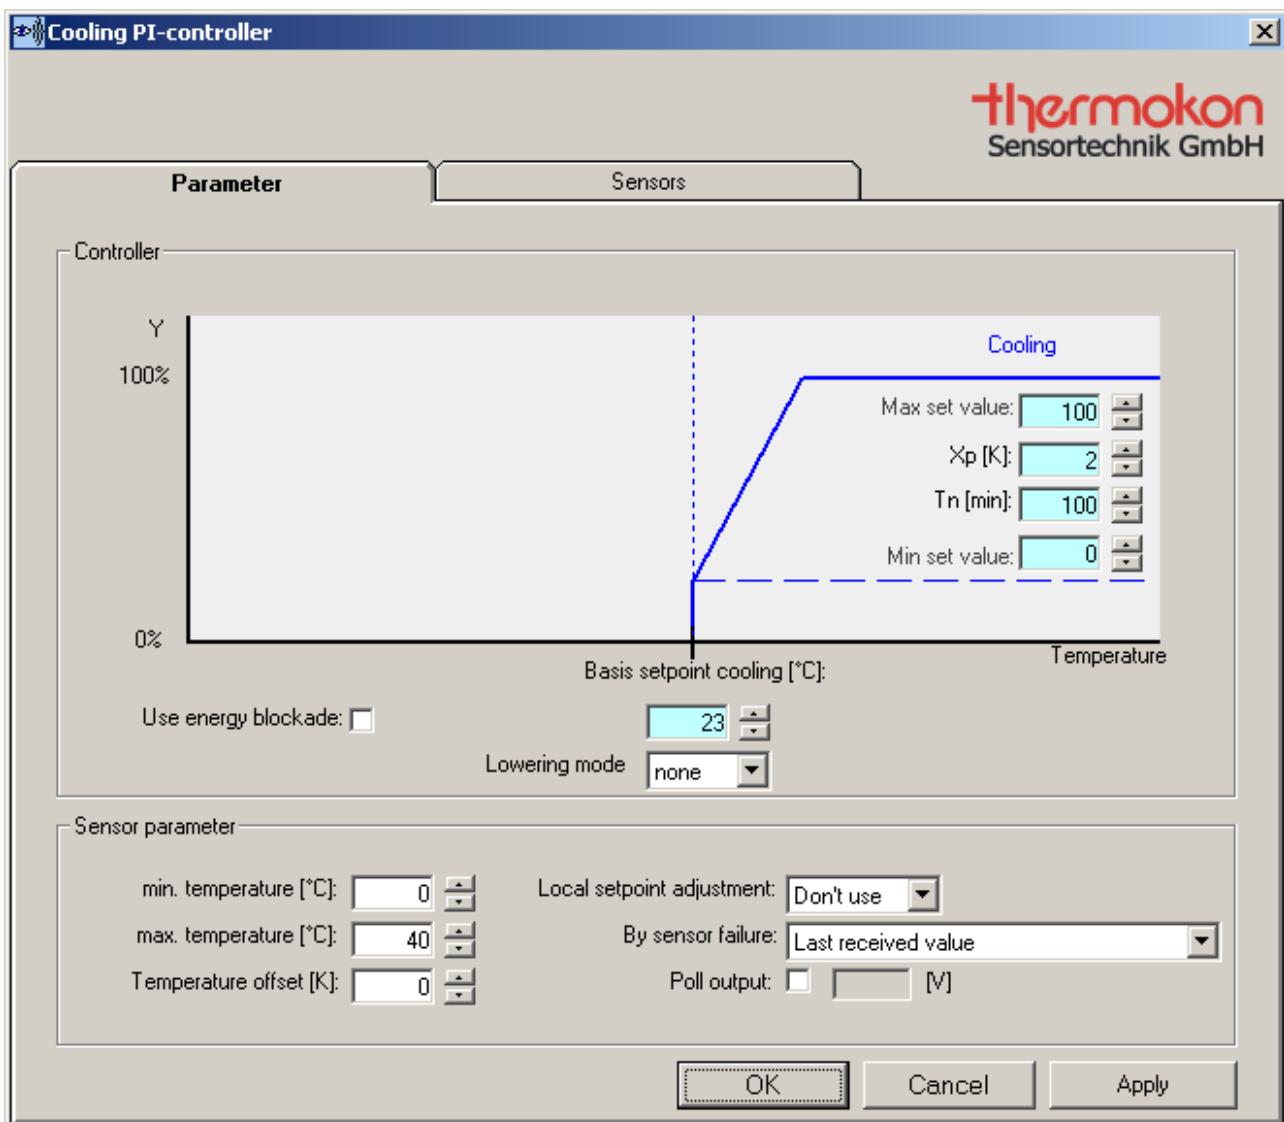 Cooling PI-controller
thermokon
Sensortechnik GmbH
Parameter
Sensors
Controller
Y
Cooling
100%
Max set value: 100
Xp [K]: 2
Tn [min]: 100
Min set value: 0
0%
Temperature
Basis setpoint cooling [°C]:
Use energy blockade:
23
Lowering mode none
Sensor parameter
min. temperature [°C]: 0
Local setpoint adjustment: Don't use
max. temperature [°C]: 40
By sensor failure: Last received value
Temperature offset [K]: 0
Poll output: [V]
OK
Cancel
Apply